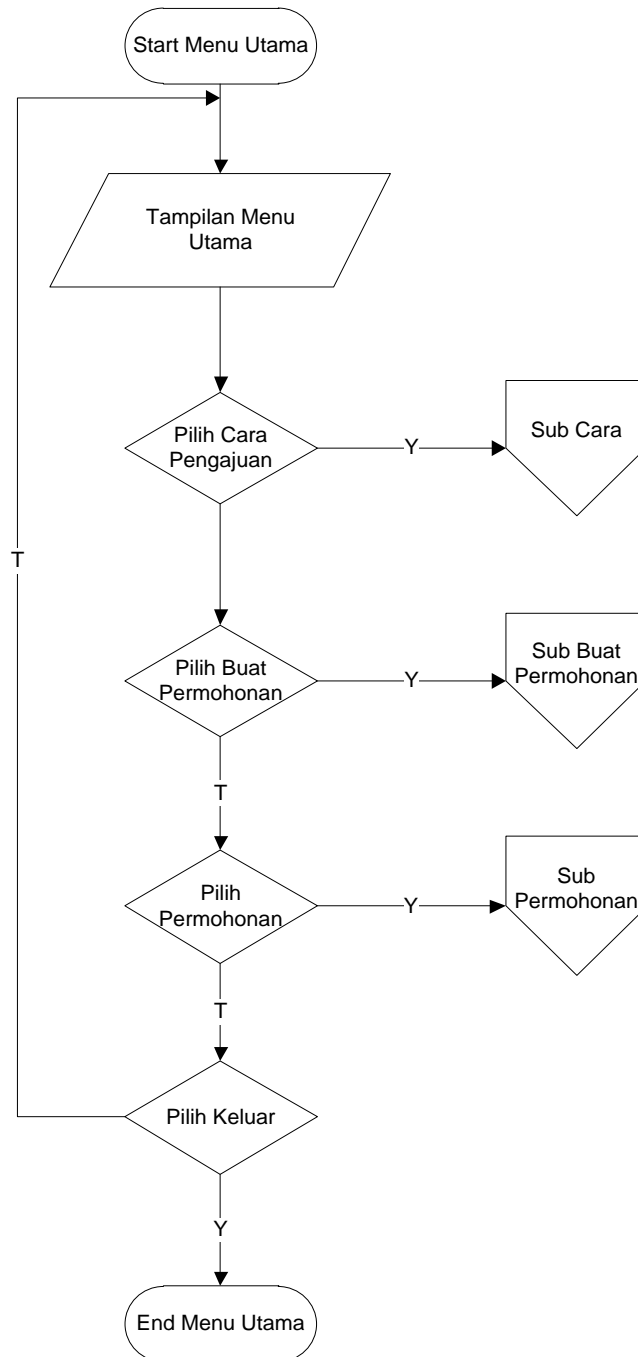 Start Menu Utama
Tampilan Menu
Utama
Pilih Cara
Pengajuan
Y
Sub Cara
T
Pilih Buat
Permohonan
Y
Sub Buat
Permohonan
T
Pilih
Permohonan
Y
Sub
Permohonan
T
Pilih Keluar
Y
End Menu Utama